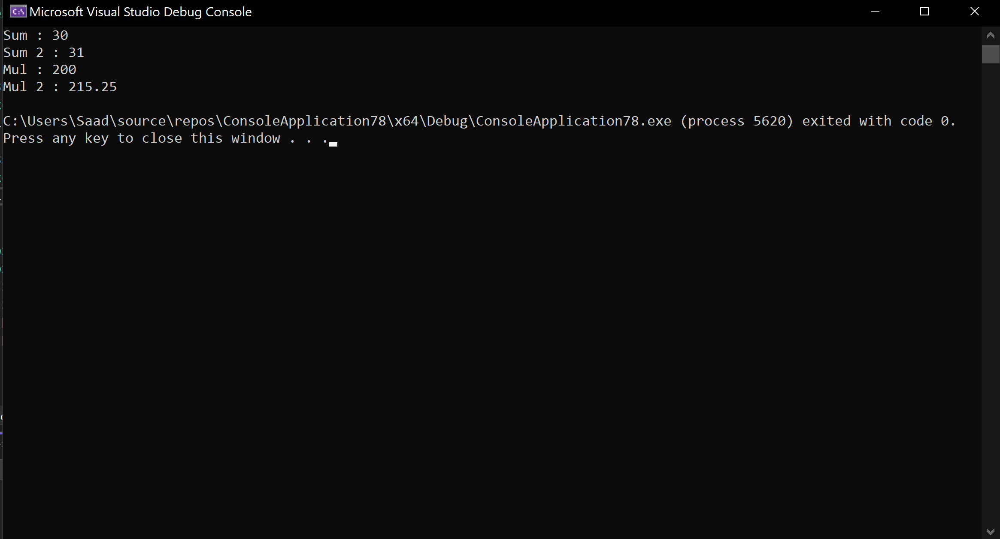 Microsoft Visual Studio Debug Console
Sum : 30
Sum 2 : 31
Mul : 200
Mul 2 : 215.25
C:\Users\Saad\source\repos\ConsoleApplication78\x64\Debug\ConsoleApplication78.exe (process 5620) exited with code 0.
Press any key to close this window . . .